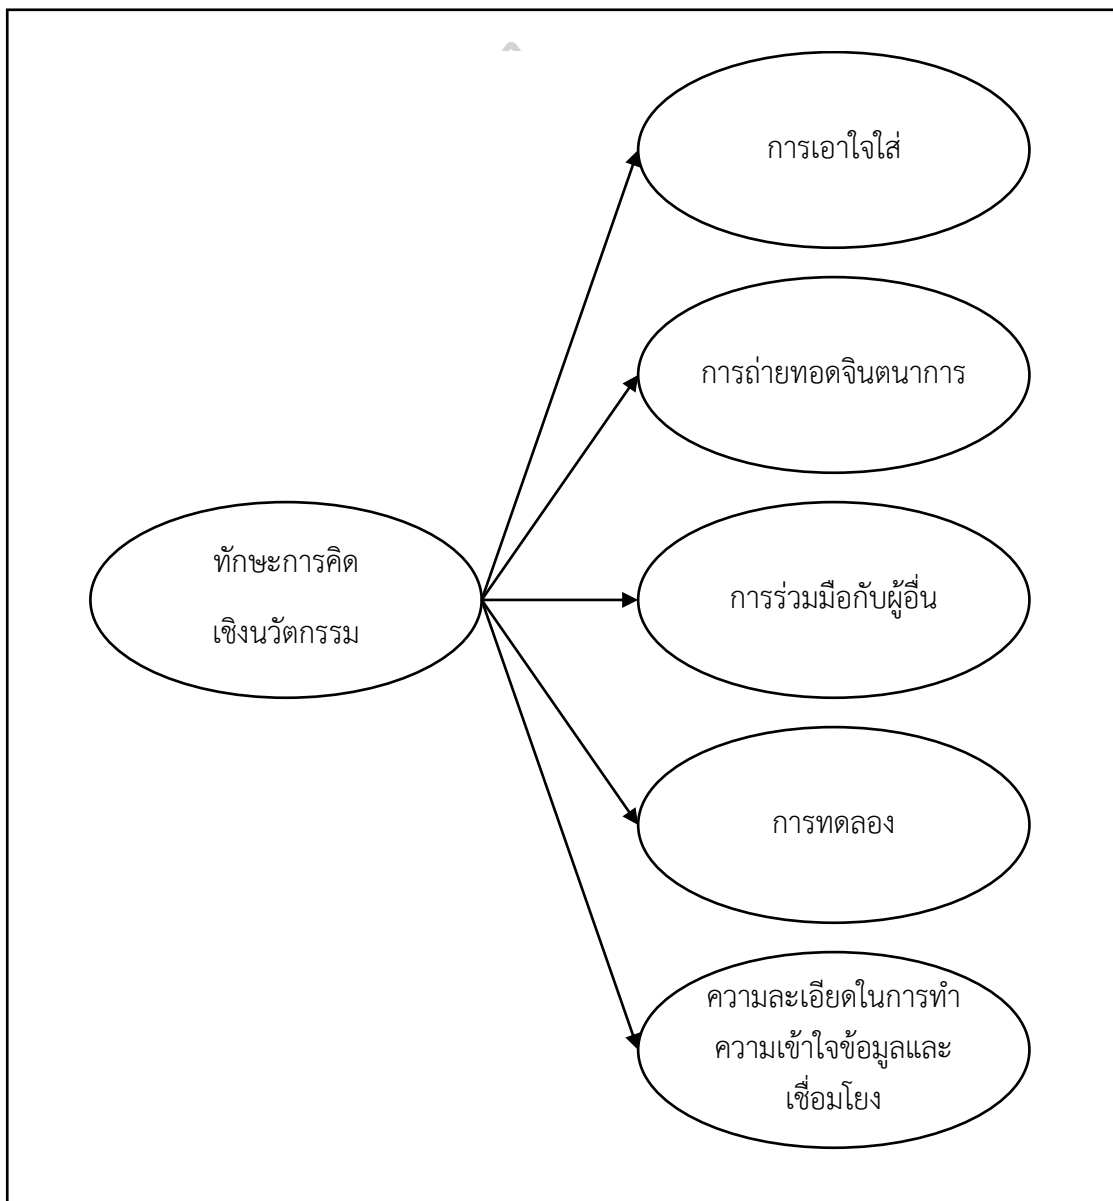 การเอาใจใส่
การถ่ายทอดจินตนาการ
ทักษะการคิด
เชิงนวัตกรรม
การร่วมมือกับผู้อื่น
การทดลอง
ความละเอียดในการทำ
ความเข้าใจข้อมูลและ
เชื่อมโยง